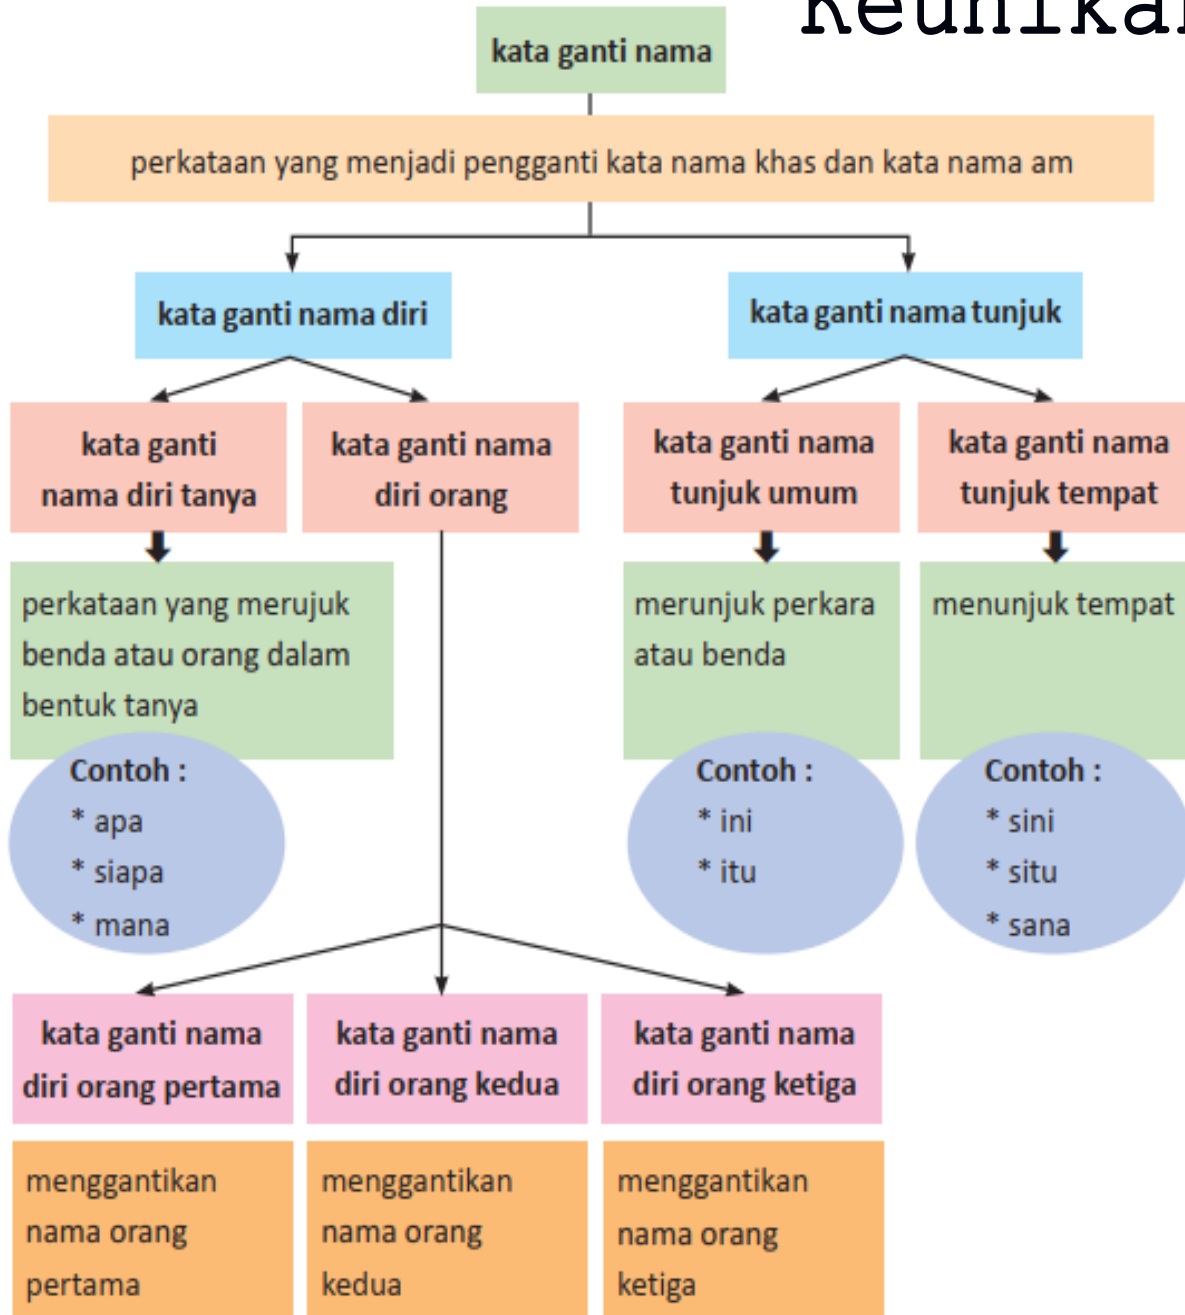 Keunikan
kata ganti nama
perkataan yang menjadi pengganti kata nama khas dan kata nama am
kata ganti nama diri
kata ganti nama tunjuk
kata ganti
nama diri tanya
kata ganti nama
diri orang
kata ganti nama
tunjuk umum
kata ganti nama
tunjuk tempat
perkataan yang merujuk
benda atau orang dalam
bentuk tanya
merunjuk perkara
atau benda
menunjuk tempat
Contoh :
* apa
* siapa
* mana
Contoh :
* ini
* itu
Contoh :
* sini
* situ
* sana
kata ganti nama
diri orang pertama
kata ganti nama
diri orang kedua
kata ganti nama
diri orang ketiga
menggantikan
nama orang
pertama
menggantikan
nama orang
kedua
menggantikan
nama orang
ketiga